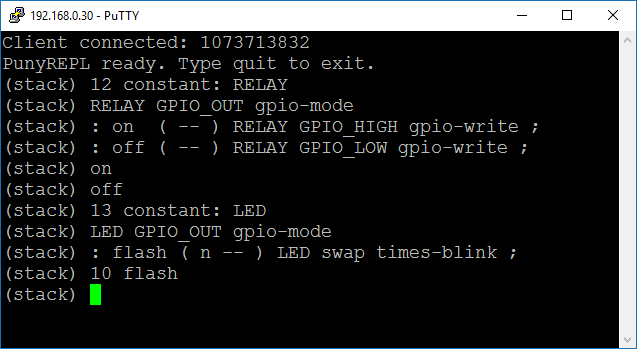 192.168.0.30 - PuTTY
Client connected: 1073713832
PunyREPL ready. Type quit to exit.
(stack) 12 constant: RELAY
(stack) RELAY GPIO_OUT gpio-mode
(stack) : on  ( -- ) RELAY GPIO_HIGH gpio-write ;
(stack) : off ( -- ) RELAY GPIO_LOW gpio-write ;
(stack) on
(stack) off
(stack) 13 constant: LED
(stack) LED GPIO_OUT gpio-mode
(stack) : flash ( n -- ) LED swap times-blink ;
(stack) 10 flash
(stack)